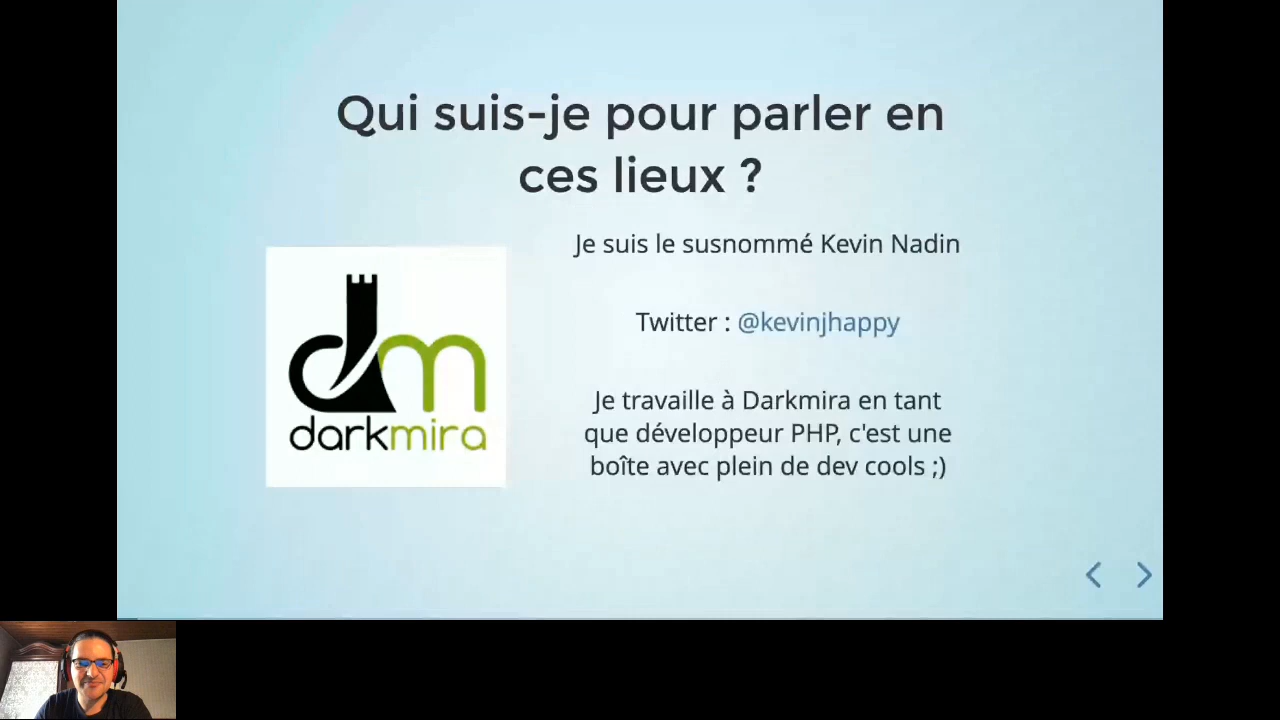 Qui suis-je pour parler en
ces lieux ?
Je suis le susnommé Kevin Nadin
Twitter : @kevinjhappy
Je travaille à Darkmira en tant
que développeur PHP, c'est une
boîte avec plein de dev cools ;)
dm
darkmira